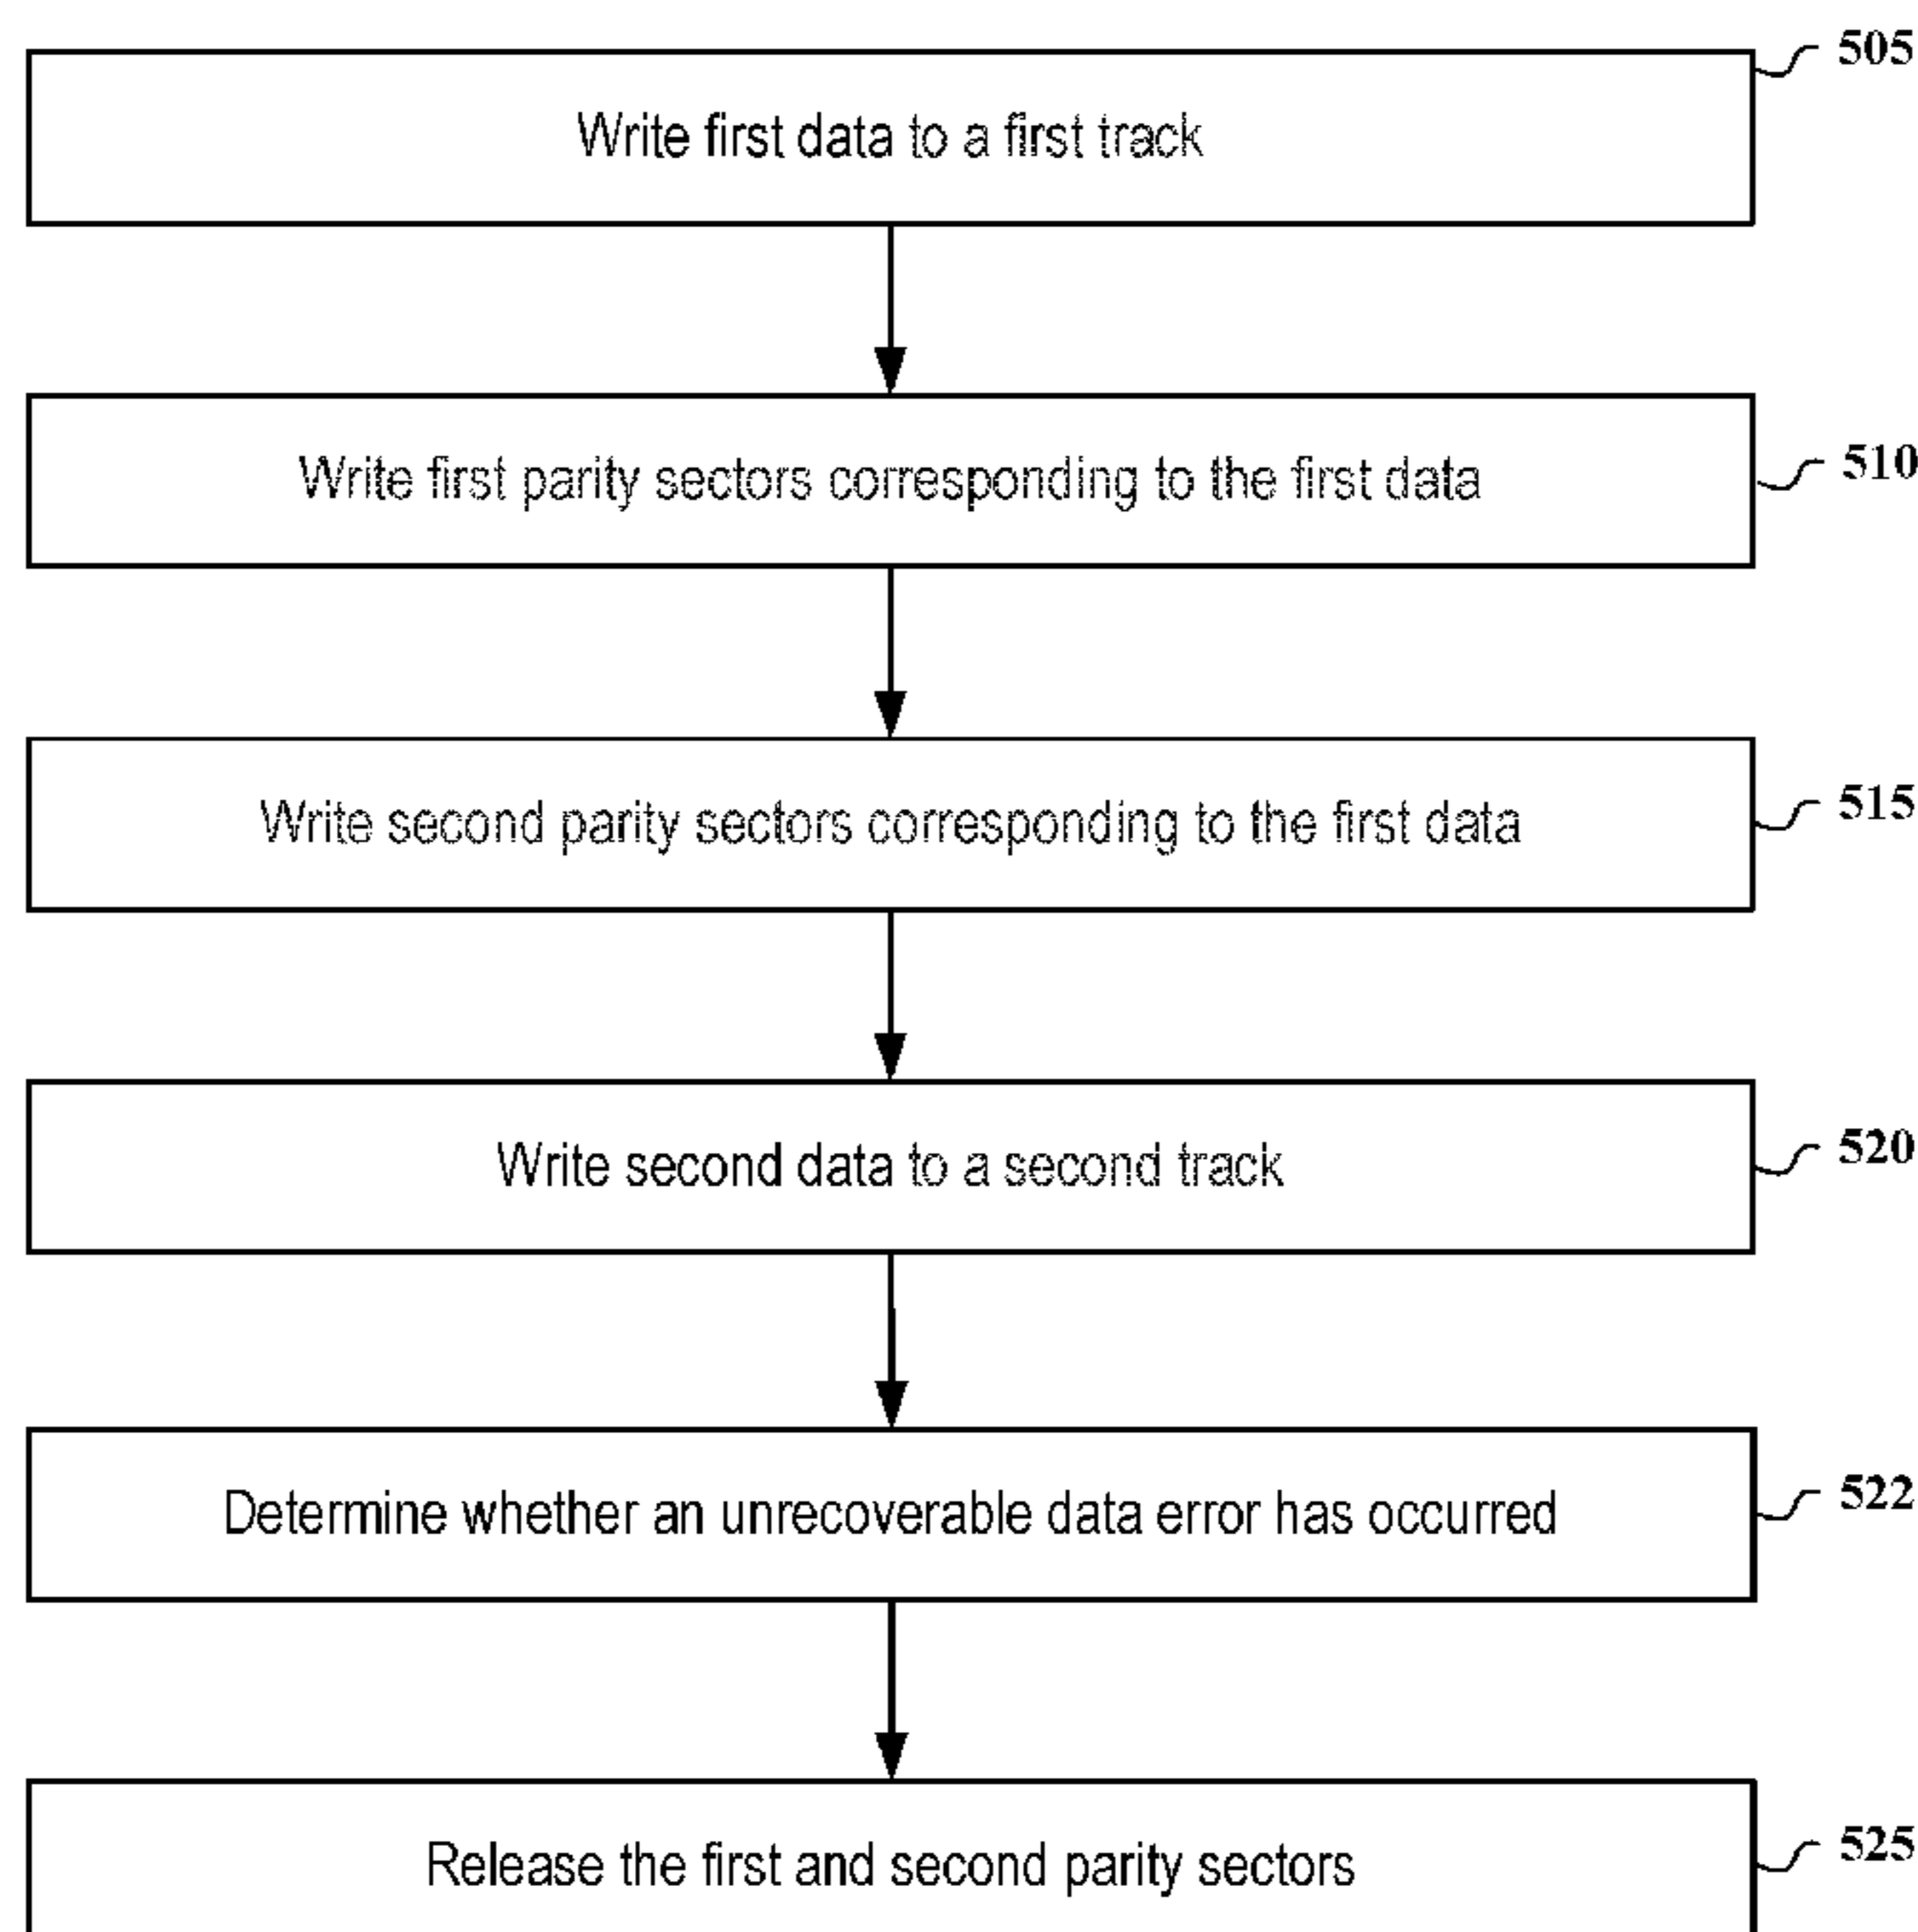 505
Write first data to a first track
Write first parity sectors corresponding to the first data
510
Write second parity sectors corresponding to the first data
515
Write second data to a second track
520
Determine whether an unrecoverable data error has occurred
522
Release the first and second parity sectors
525